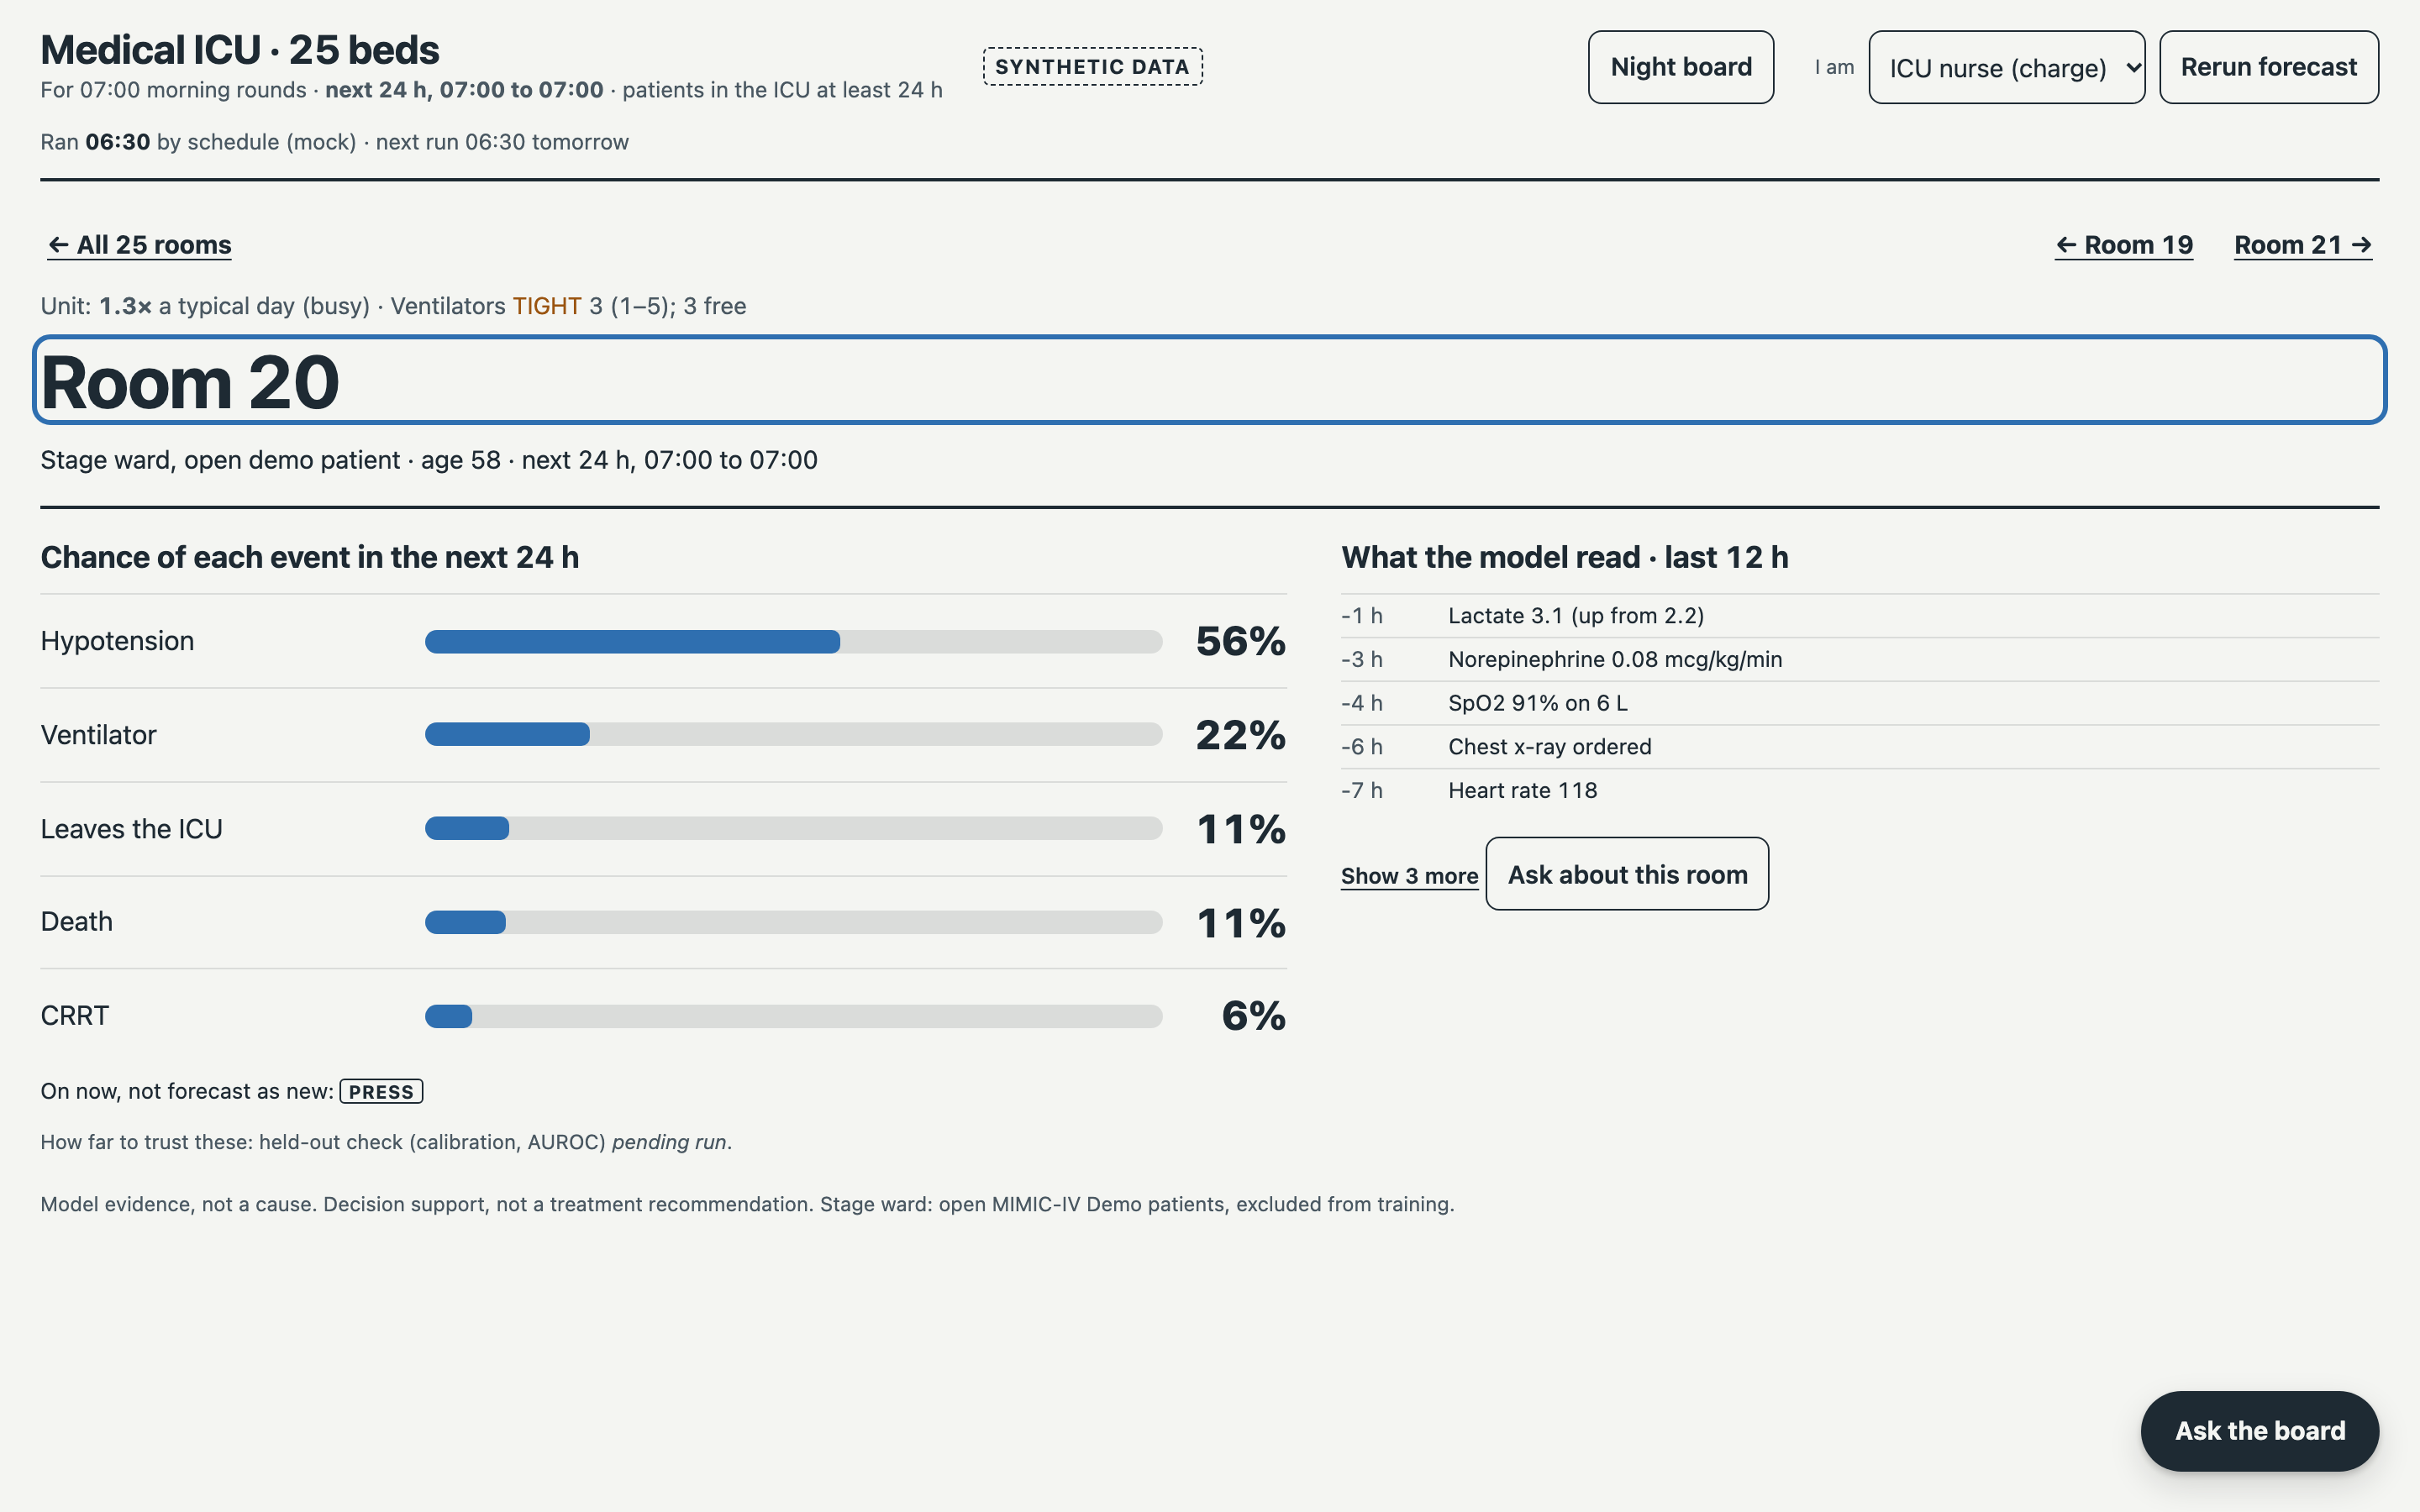 Medical ICU · 25 beds
For 07:00 morning rounds · next 24 h, 07:00 to 07:00 · patients in the ICU at least 24 h
SYNTHETIC DATA
Night board
I am
ICU nurse (charge)
Rerun forecast
Ran 06:30 by schedule (mock) · next run 06:30 tomorrow
← All 25 rooms
← Room 19
Room 21 →
Unit: 1.3× a typical day (busy) · Ventilators TIGHT 3 (1–5); 3 free
Room 20
Stage ward, open demo patient · age 58 · next 24 h, 07:00 to 07:00
Chance of each event in the next 24 h
Hypotension 56%
Ventilator 22%
Leaves the ICU 11%
Death 11%
CRRT 6%
On now, not forecast as new: PRESS
How far to trust these: held-out check (calibration, AUROC) pending run.
What the model read · last 12 h
-1 h Lactate 3.1 (up from 2.2)
-3 h Norepinephrine 0.08 mcg/kg/min
-4 h SpO2 91% on 6 L
-6 h Chest x-ray ordered
-7 h Heart rate 118
Show 3 more
Ask about this room
Model evidence, not a cause. Decision support, not a treatment recommendation. Stage ward: open MIMIC-IV Demo patients, excluded from training.
Ask the board